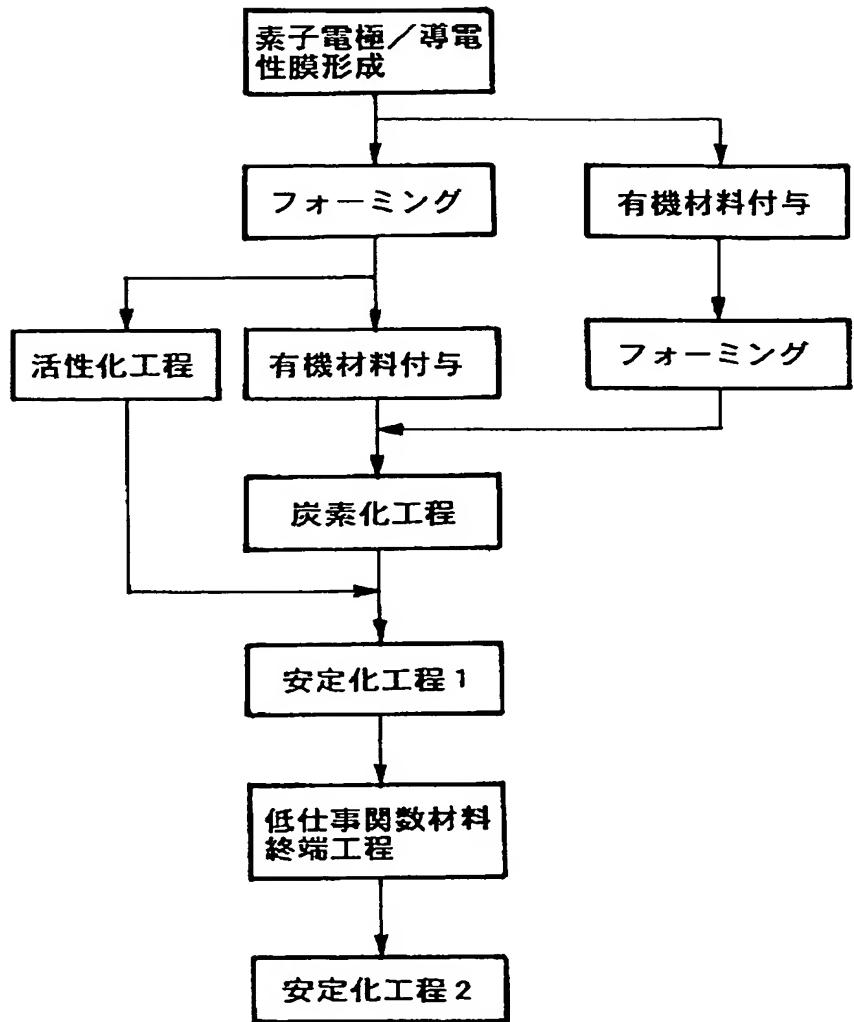 素子電極／導電
性膜形成
フォーミング
有機材料付与
活性化工程
有機材料付与
フォーミング
炭素化工程
安定化工程1
低仕事関数材料
終端工程
安定化工程2